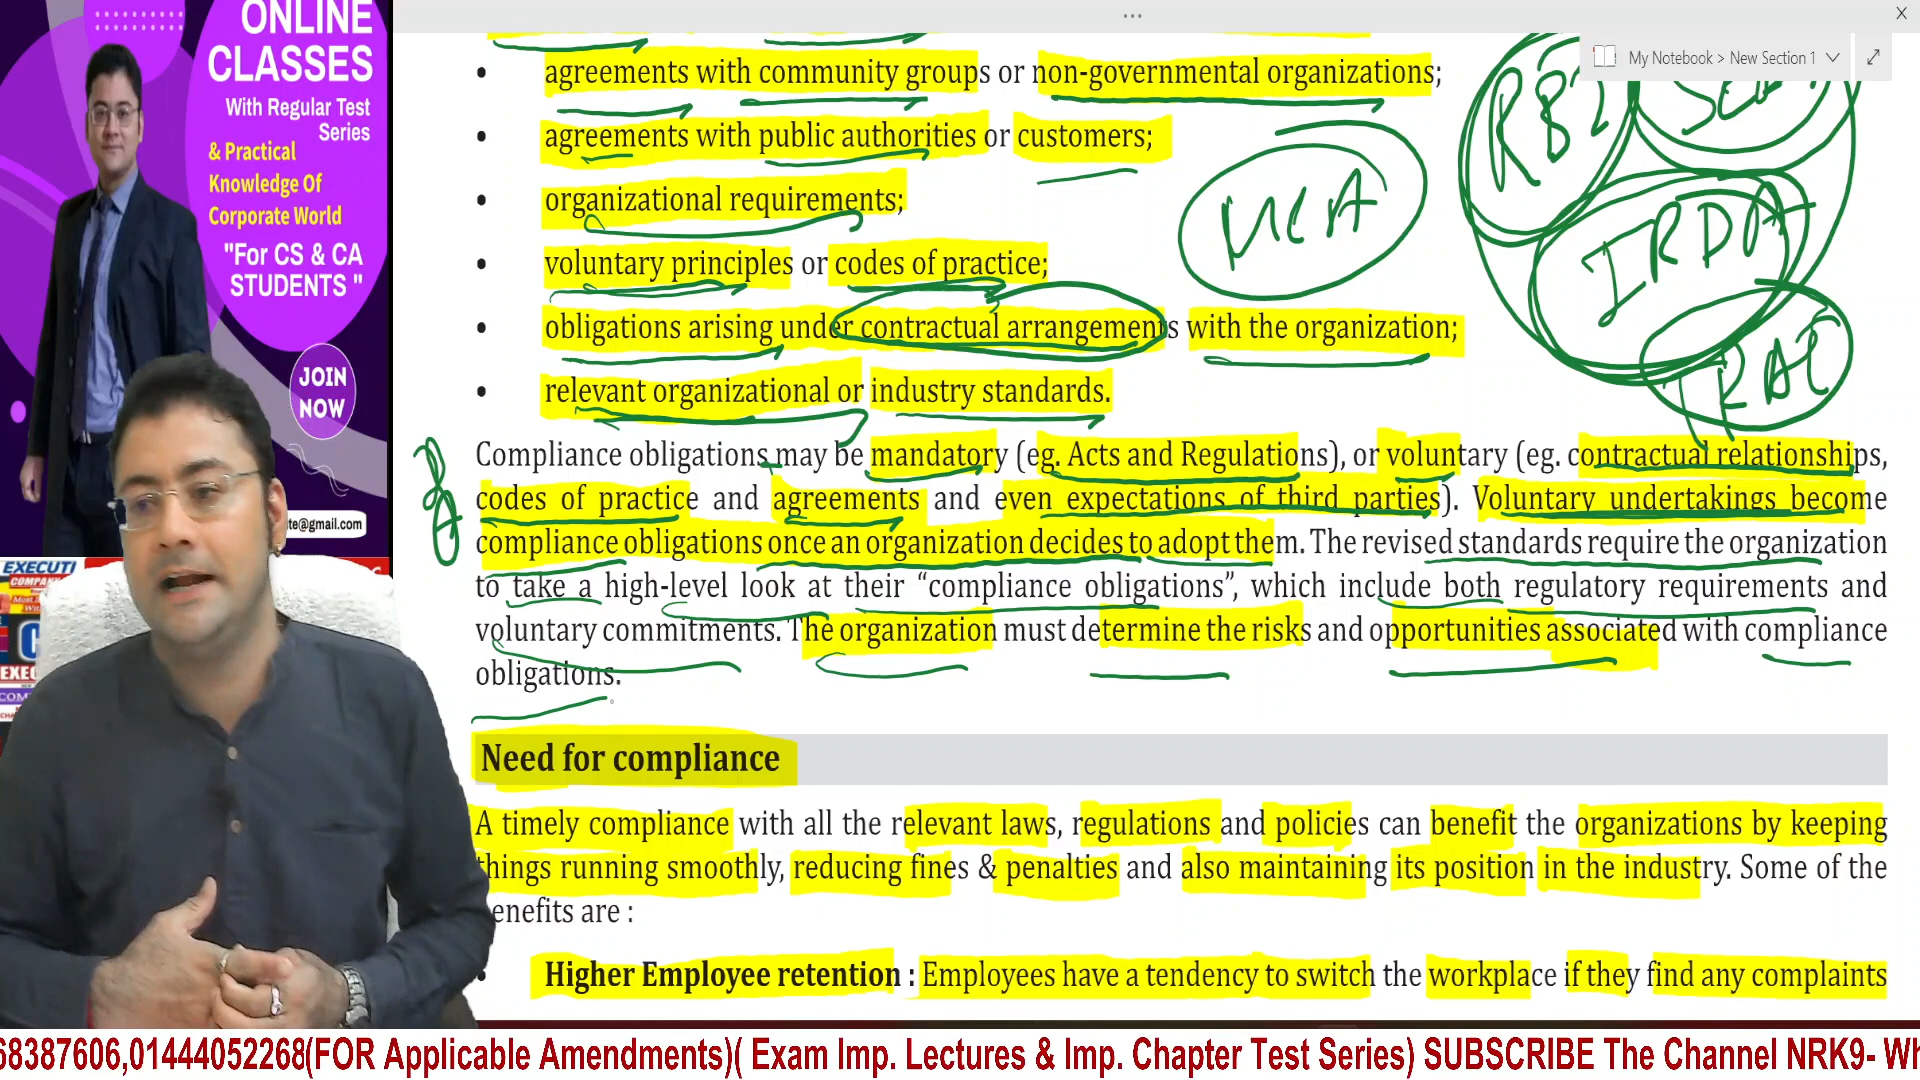 ONLINE
CLASSES
With Regular Test
Series
& Practical
Knowledge Of
Corporate World
"For CS & CA
STUDENTS "
JOIN
NOW
te@gmail.com
EXECUTI
COMPANY
...
X
My Notebook > New Section 1
• agreements with community groups or non-governmental organizations;
• agreements with public authorities or customers;
• organizational requirements;
• voluntary principles or codes of practice;
• obligations arising under contractual arrangements with the organization;
• relevant organizational or industry standards.
MCA
RBI
IRDA
Compliance obligations may be mandatory (eg. Acts and Regulations), or voluntary (eg. contractual relationships,
codes of practice and agreements and even expectations of third parties). Voluntary undertakings become
compliance obligations once an organization decides to adopt them. The revised standards require the organization
to take a high-level look at their “compliance obligations”, which include both regulatory requirements and
voluntary commitments. The organization must determine the risks and opportunities associated with compliance
obligations.
Need for compliance
A timely compliance with all the relevant laws, regulations and policies can benefit the organizations by keeping
things running smoothly, reducing fines & penalties and also maintaining its position in the industry. Some of the
enefits are :
• Higher Employee retention : Employees have a tendency to switch the workplace if they find any complaints
68387606,01444052268(FOR Applicable Amendments)( Exam Imp. Lectures & Imp. Chapter Test Series) SUBSCRIBE The Channel NRK9- Wh